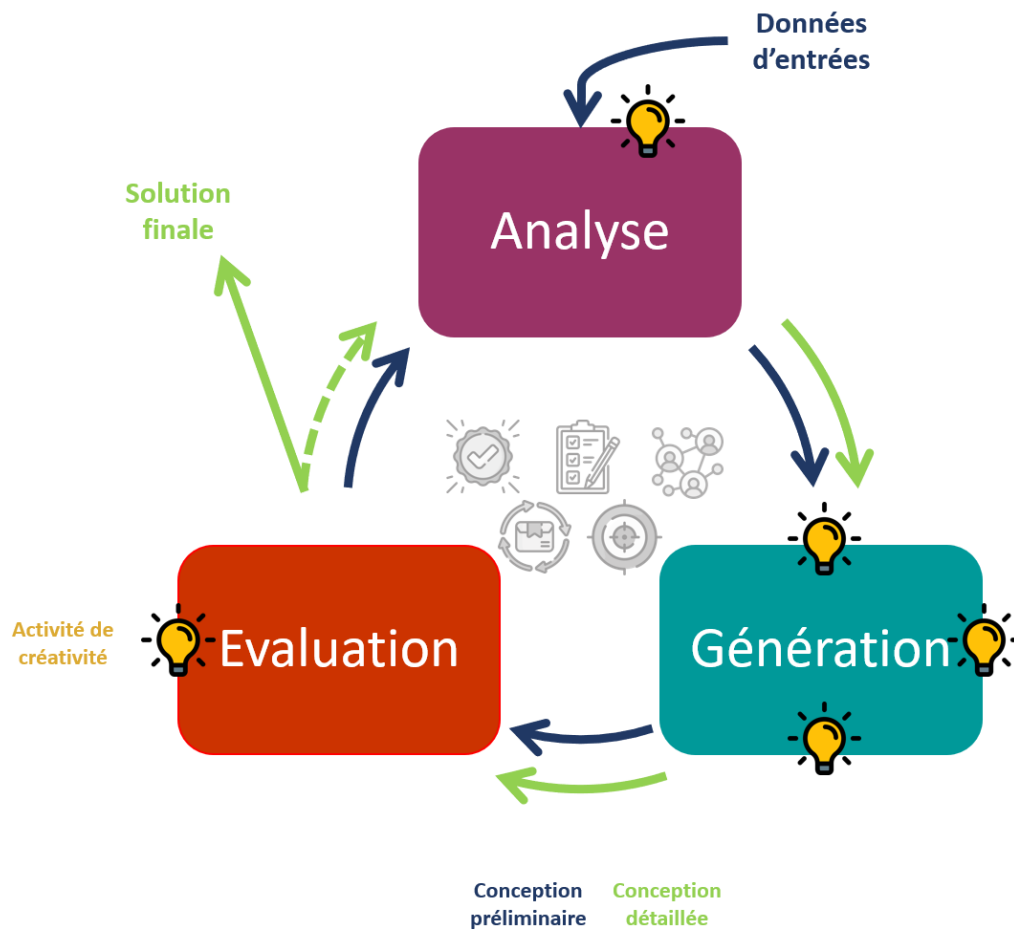 Données
d’entrées
Solution
finale
Analyse
Activité de
créativité
Evaluation
Génération
Conception
préliminaire
Conception
détaillée